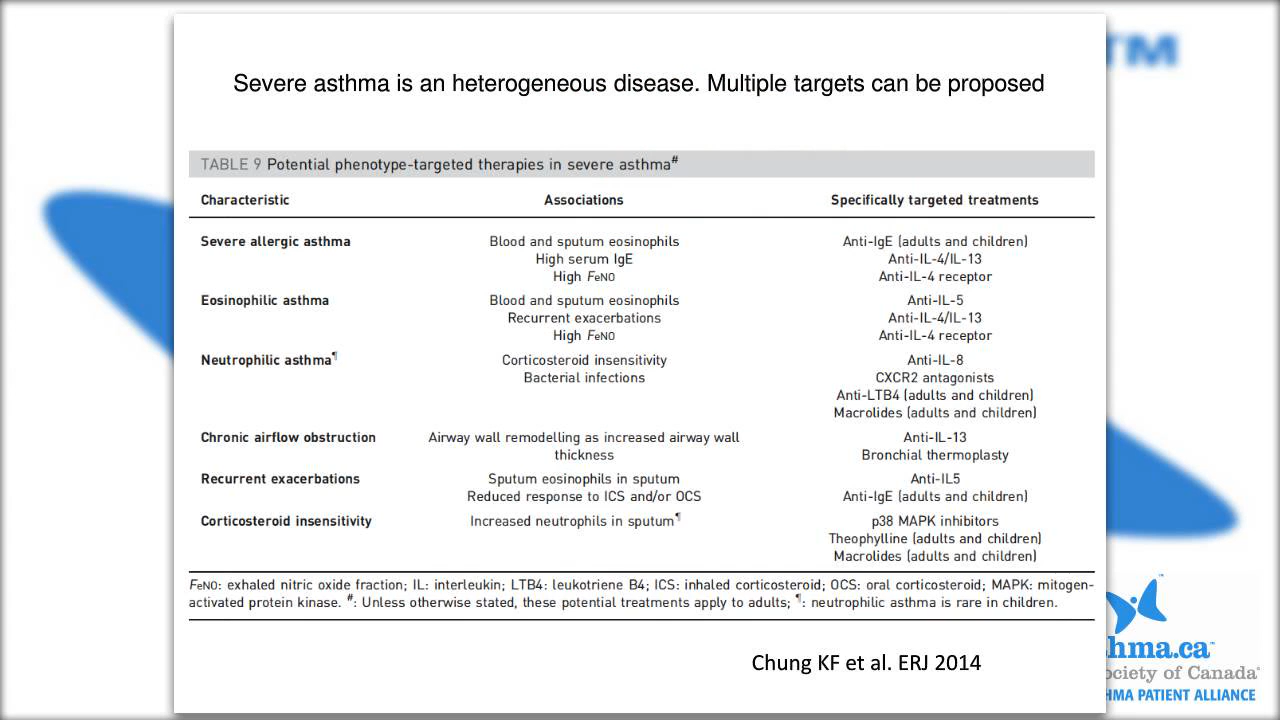 TM
Severe asthma is an heterogeneous disease. Multiple targets can be proposed
TABLE 9 Potential phenotype-targeted therapies in severe asthma#
Characteristic Associations Specifically targeted treatments
Severe allergic asthma Blood and sputum eosinophils Anti-IgE (adults and children)
High serum IgE Anti-IL-4/IL-13
High FeNO Anti-IL-4 receptor
Eosinophilic asthma Blood and sputum eosinophils Anti-IL-5
Recurrent exacerbations Anti-IL-4/IL-13
High FeNO Anti-IL-4 receptor
Neutrophilic asthma¶ Corticosteroid insensitivity Anti-IL-8
Bacterial infections CXCR2 antagonists
Anti-LTB4 (adults and children)
Macrolides (adults and children)
Chronic airflow obstruction Airway wall remodelling as increased airway wall Anti-IL-13
thickness Bronchial thermoplasty
Recurrent exacerbations Sputum eosinophils in sputum Anti-IL5
Reduced response to ICS and/or OCS Anti-IgE (adults and children)
Corticosteroid insensitivity Increased neutrophils in sputum¶ p38 MAPK inhibitors
Theophylline (adults and children)
Macrolides (adults and children)
FeNO: exhaled nitric oxide fraction; IL: interleukin; LTB4: leukotriene B4; ICS: inhaled corticosteroid; OCS: oral corticosteroid; MAPK: mitogen-
activated protein kinase. #: Unless otherwise stated, these potential treatments apply to adults; ¶: neutrophilic asthma is rare in children.
Chung KF et al. ERJ 2014
hma.ca™
ociety of Canada®
HMA PATIENT ALLIANCE